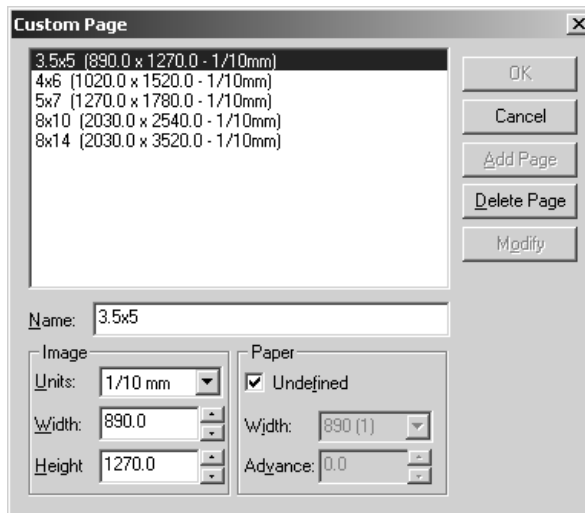 Custom Page
3.5x5 (890.0 x 1270.0 - 1/10mm)
4x6 (1020.0 x 1520.0 - 1/10mm)
5x7 (1270.0 x 1780.0 - 1/10mm)
8x10 (2030.0 x 2540.0 - 1/10mm)
8x14 (2030.0 x 3520.0 - 1/10mm)
OK
Cancel
Add Page
Delete Page
Modify
Name: 3.5x5
Image
Units: 1/10 mm
Width: 890.0
Height 1270.0
Paper
Undefined
Width: 890 (1)
Advance: 0.0